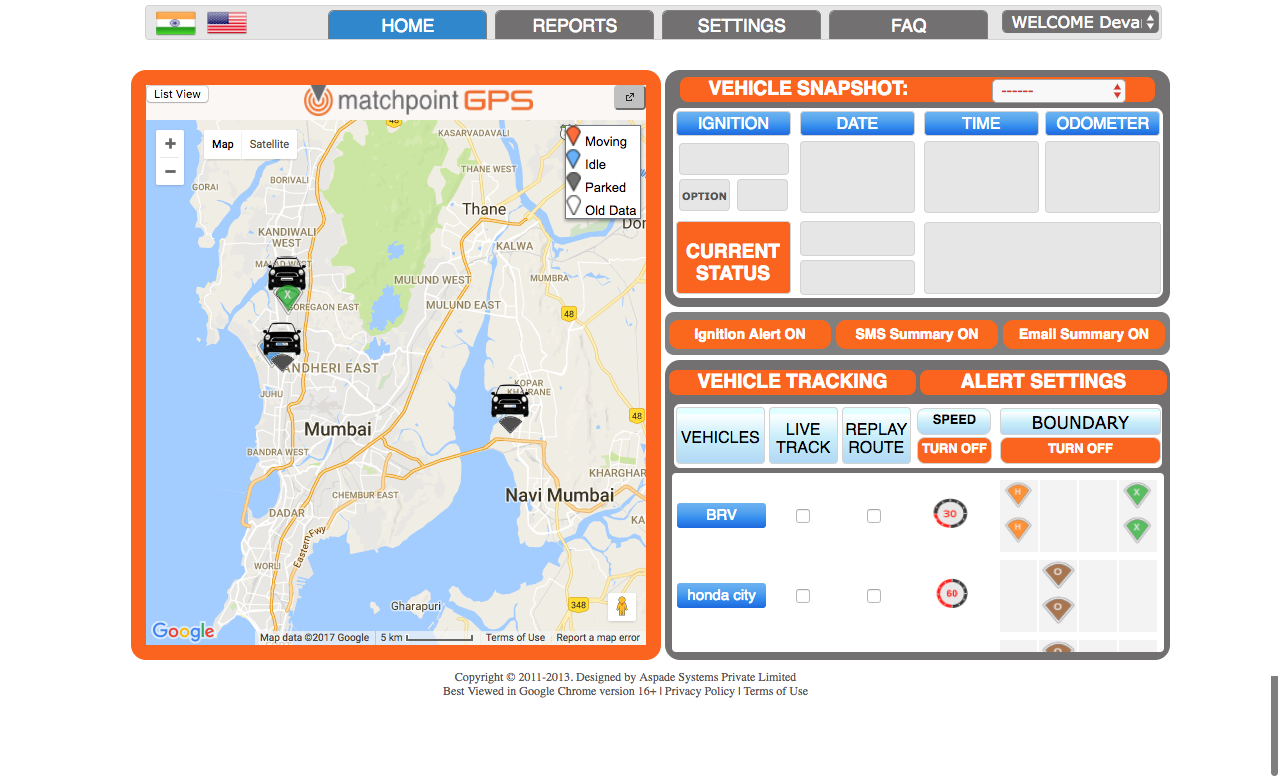 HOME
REPORTS
SETTINGS
FAQ
WELCOME Deva
List View
matchpoint GPS
Map
Satellite
Moving
Idle
Parked
Old Data
48
KASARVADAVALI
THANE WEST
GORAI
BORIVALI
Thane
KANDIVALI
WEST
KALWA
MALAD WEST
MULUND WEST
MUMBRA
X
GOREGAON EAST
MULUND EAST
48
ANDHERI EAST
KOPAR
KHAIRANE
JUHU
48
Mumbai
BANDRA WEST
KHARGHAR
CHEMBUR EAST
Navi Mumbai
DADAR
Eastern Fwy
WORLI
Gharapuri
348
Google
Map data ©2017 Google
5 km
Terms of Use
Report a map error
VEHICLE SNAPSHOT:
------
IGNITION
DATE
TIME
ODOMETER
OPTION
CURRENT
STATUS
Ignition Alert ON
SMS Summary ON
Email Summary ON
VEHICLE TRACKING
ALERT SETTINGS
VEHICLES
LIVE
TRACK
REPLAY
ROUTE
SPEED
TURN OFF
BOUNDARY
TURN OFF
BRV
30
H
X
H
X
honda city
60
O
O
Copyright © 2011-2013. Designed by Aspade Systems Private Limited
Best Viewed in Google Chrome version 16+ | Privacy Policy | Terms of Use